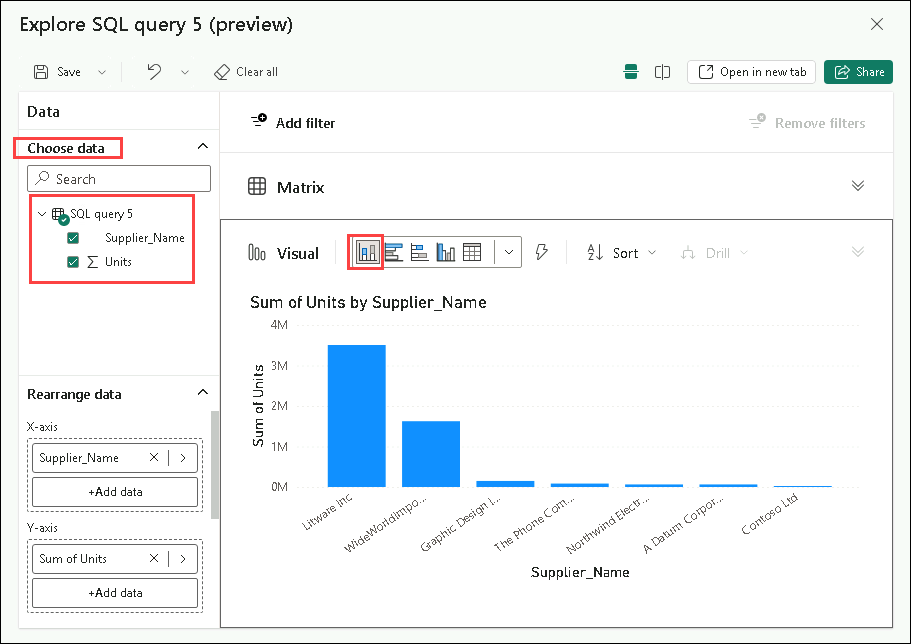 Explore SQL query 5 (preview)
Save
Clear all
Open in new tab
Share
Data
Choose data
Search
SQL query 5
Supplier_Name
Units
Rearrange data
X-axis
Supplier_Name
+Add data
Y-axis
Sum of Units
+Add data
Add filter
Remove filters
Matrix
Visual
Sort
Drill
Sum of Units by Supplier_Name
Sum of Units
4M
3M
2M
1M
0M
Litware Inc
WideWorldImpo...
Graphic Design I...
The Phone Com...
Northwind Electr...
A Datum Corpor...
Contoso Ltd
Supplier_Name